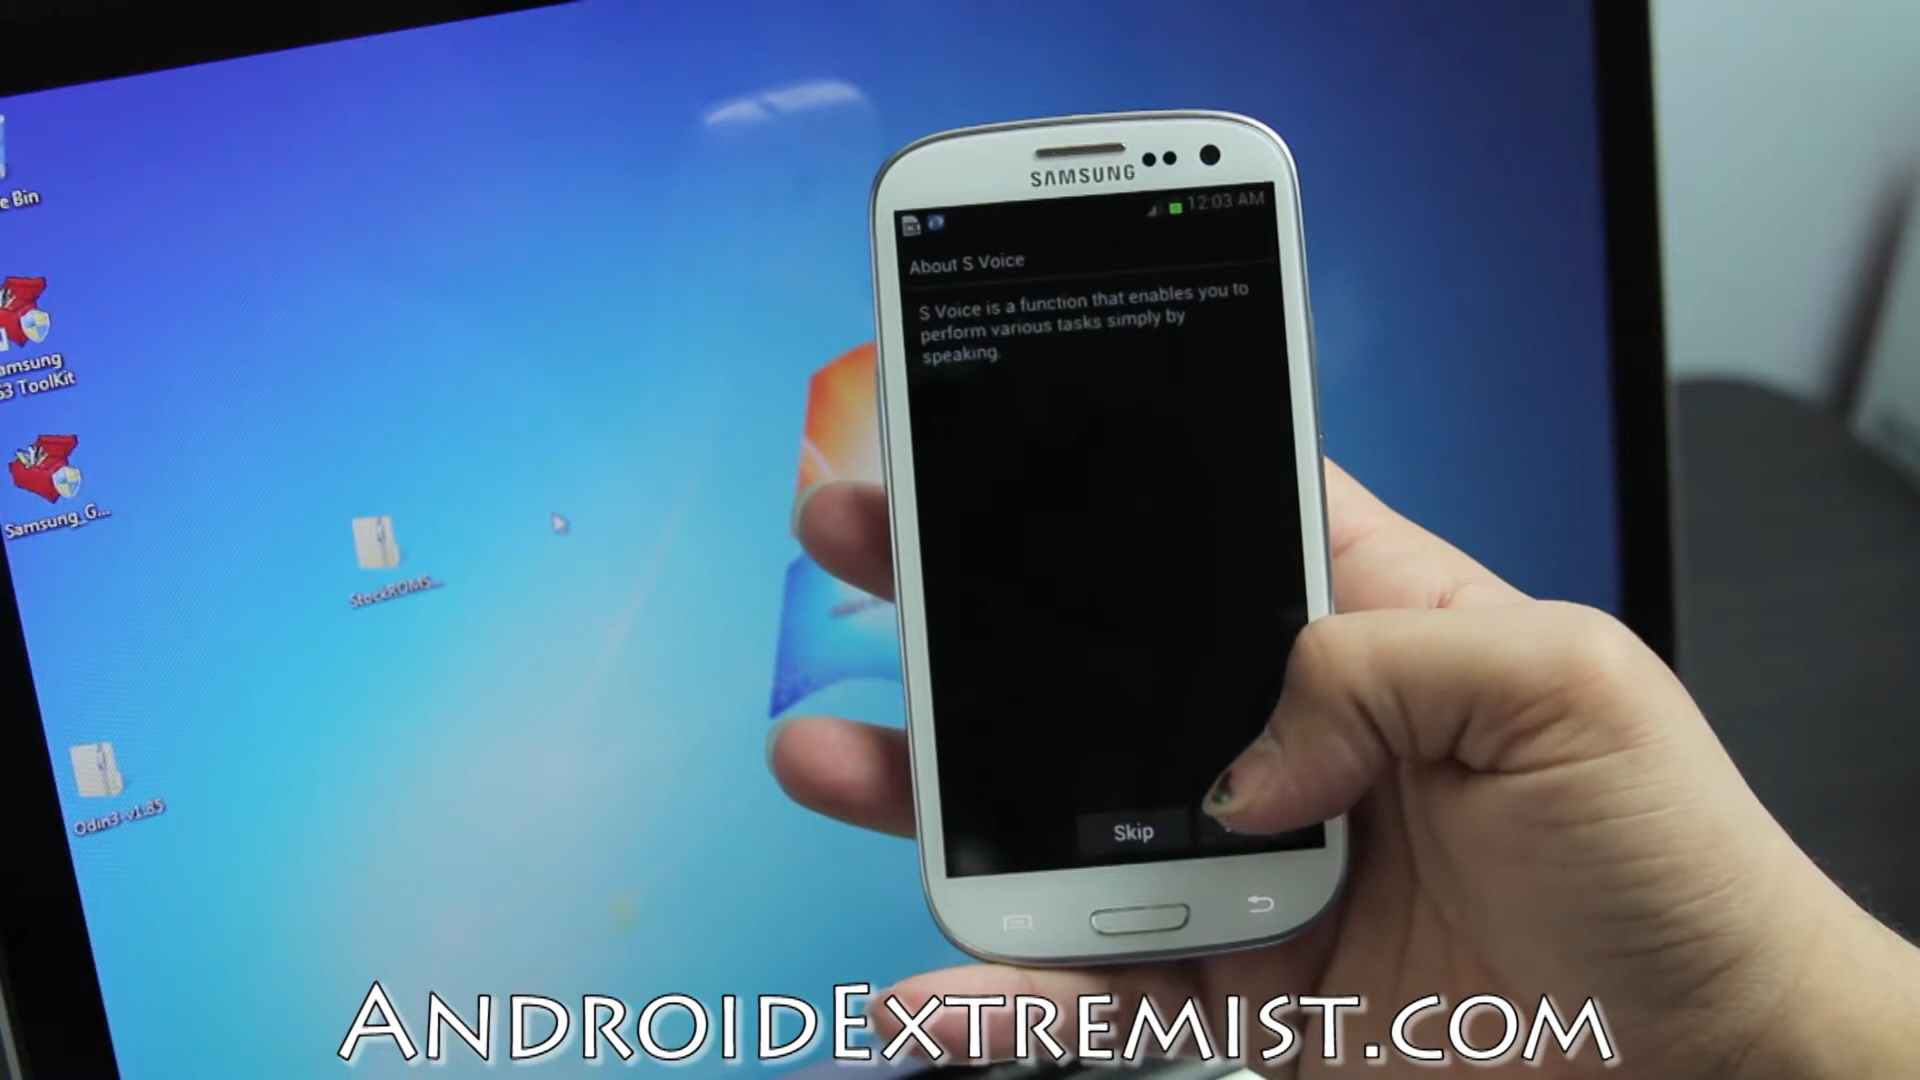 e Bin
amsung
S3 ToolKit
Samsung_G...
StockROMS...
Odin3-v1.85
SAMSUNG
12:03 AM
About S Voice
S Voice is a function that enables you to
perform various tasks simply by
speaking.
Skip
ANDROIDEXTREMIST.COM